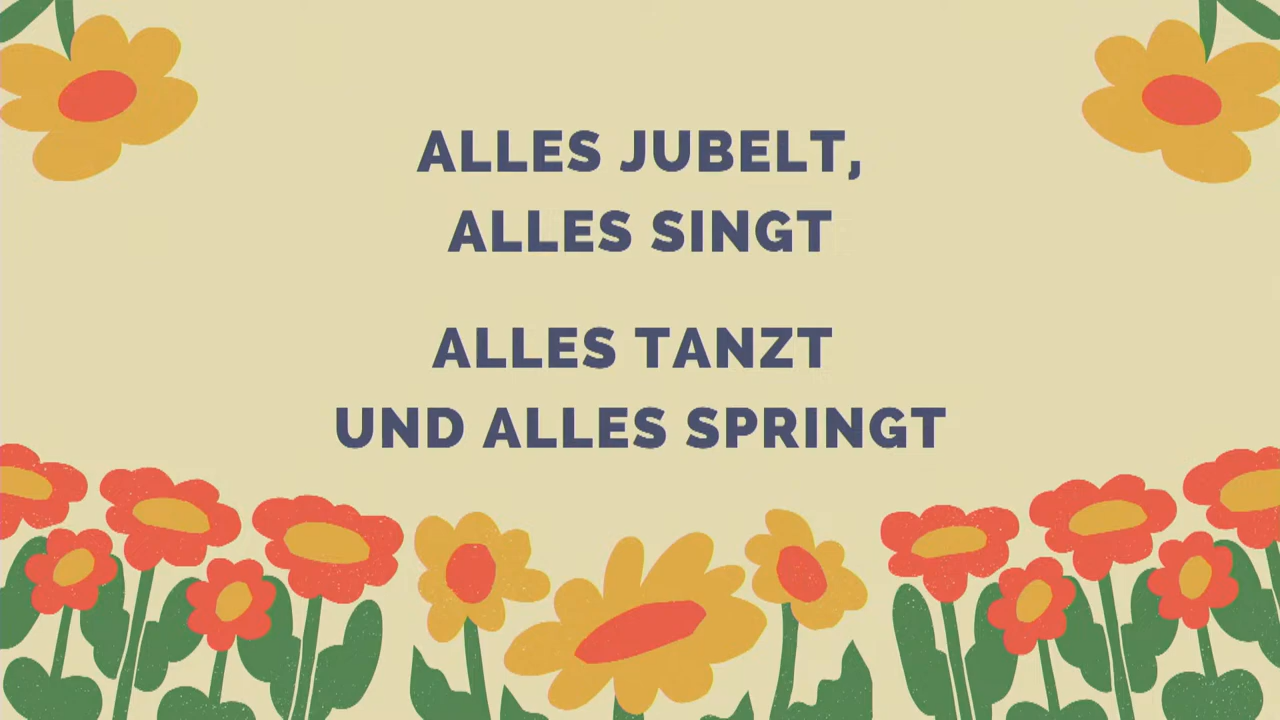 ALLES JUBELT,
ALLES SINGT
ALLES TANZT
UND ALLES SPRINGT